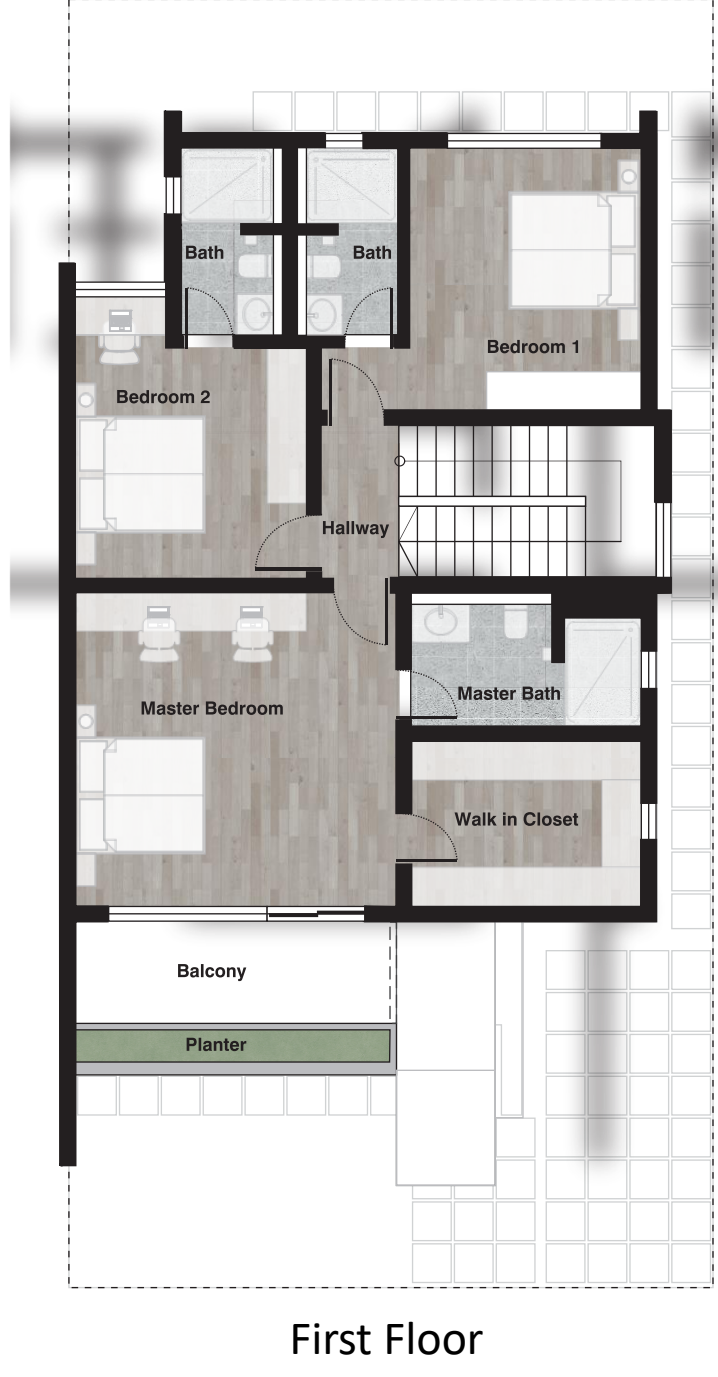 Bath
Bath
Bedroom 1
Bedroom 2
Hallway
Master Bedroom
Master Bath
Walk in Closet
Balcony
Planter
First Floor